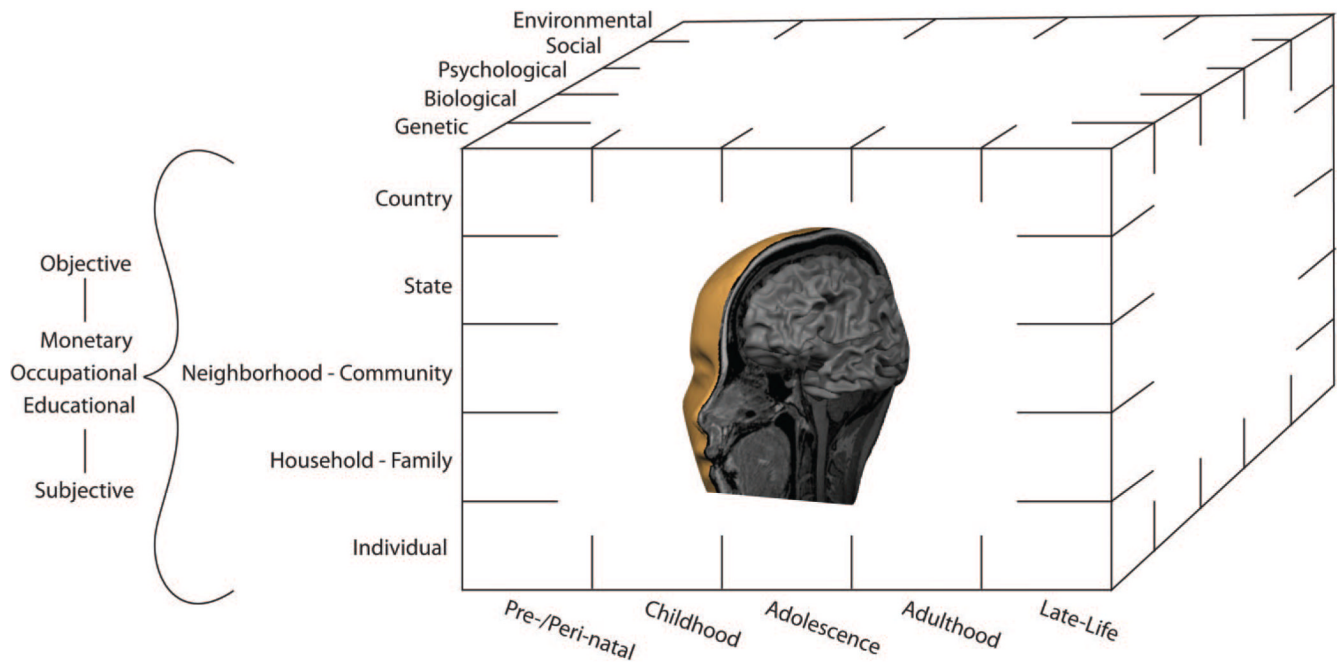 Environmental
Social
Psychological
Biological
Genetic
Country
State
Neighborhood - Community
Household - Family
Individual
Objective
Monetary
Occupational
Educational
Subjective
Pre-/Peri-natal
Childhood
Adolescence
Adulthood
Late-Life